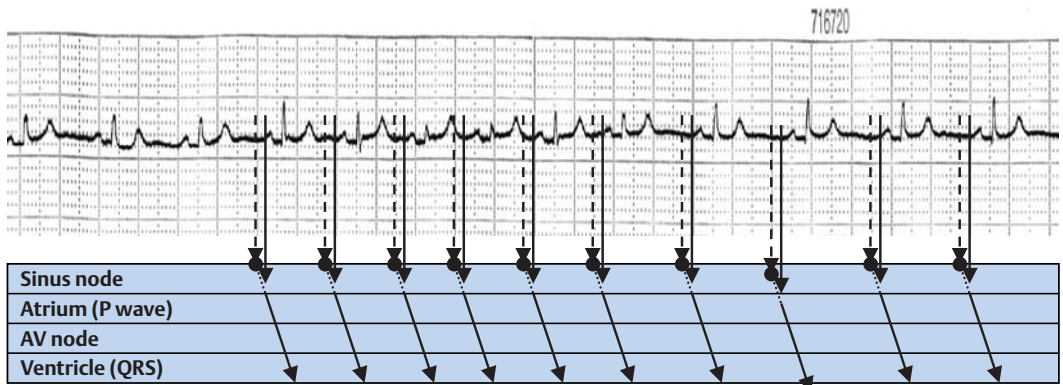 716720
Sinus node
Atrium (P wave)
AV node
Ventricle (QRS)